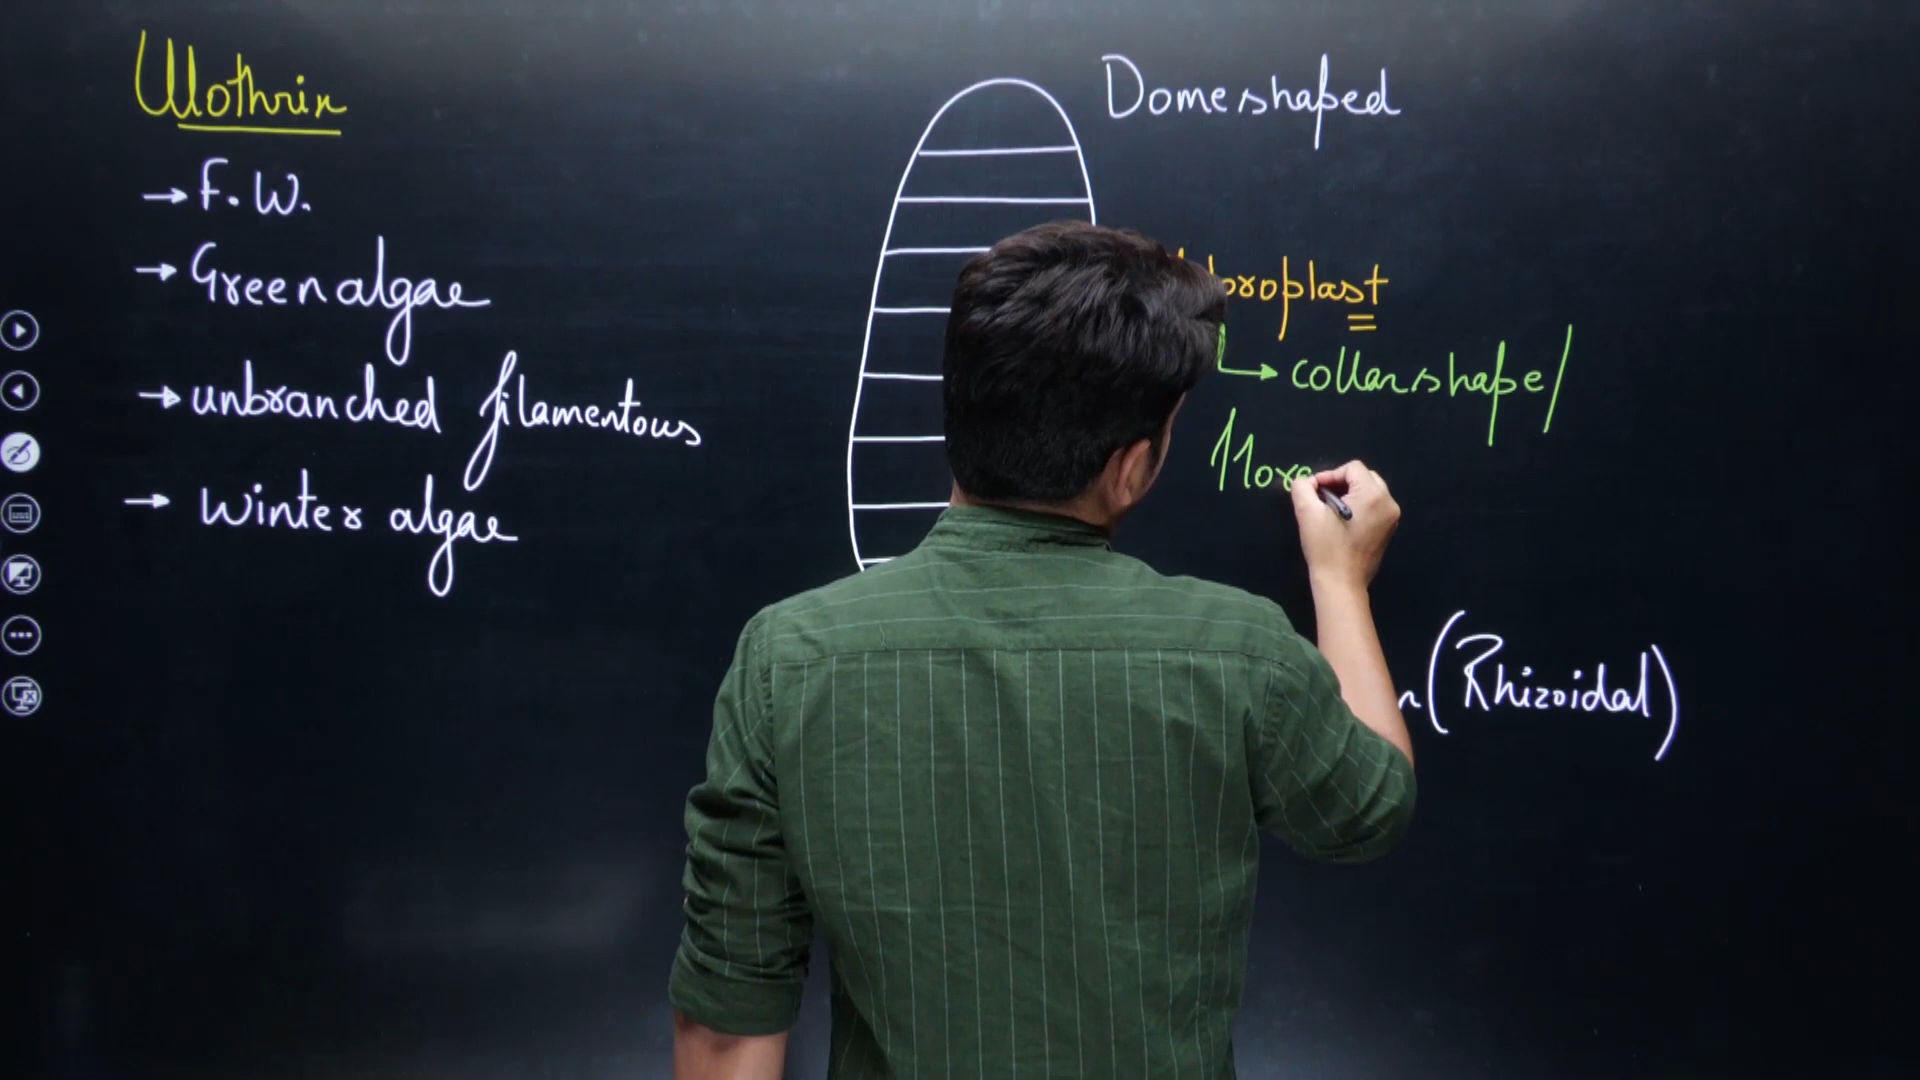 Ulothrix
→ F.W.
→ Green algae
→ unbranched filamentous
→ Winter algae
Dome shaped
collar shape/
(Rhizoidal)